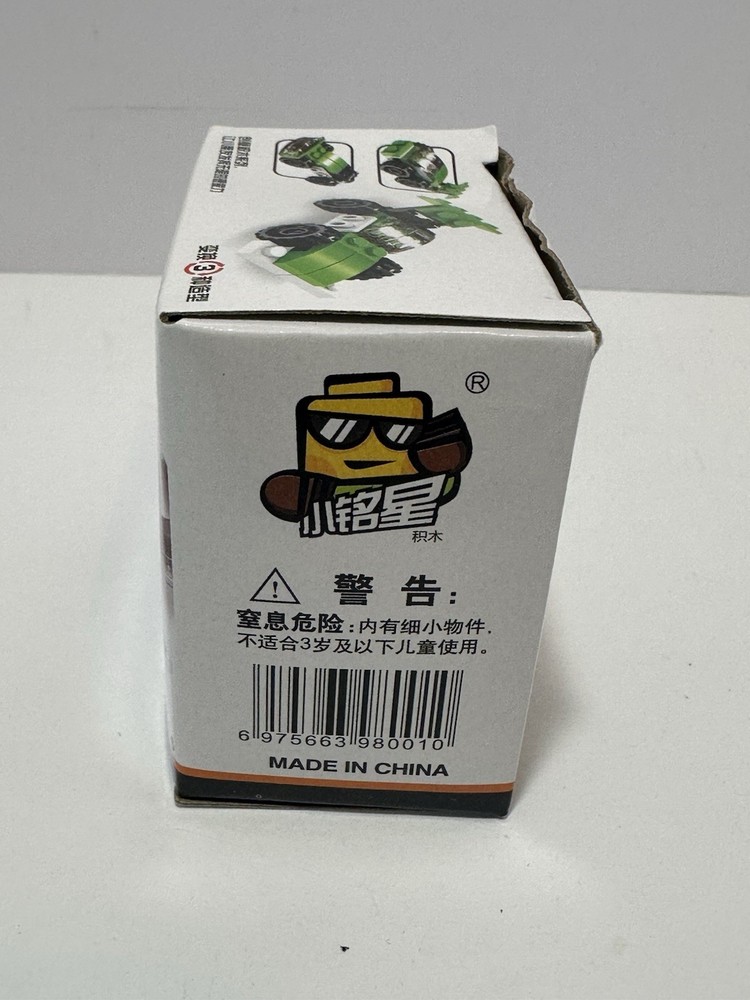 变换3种造型
®
小铭星
积木
警告:
窒息危险:内有细小物件,
不适合3岁及以下儿童使用。
6 975663 980010
MADE IN CHINA